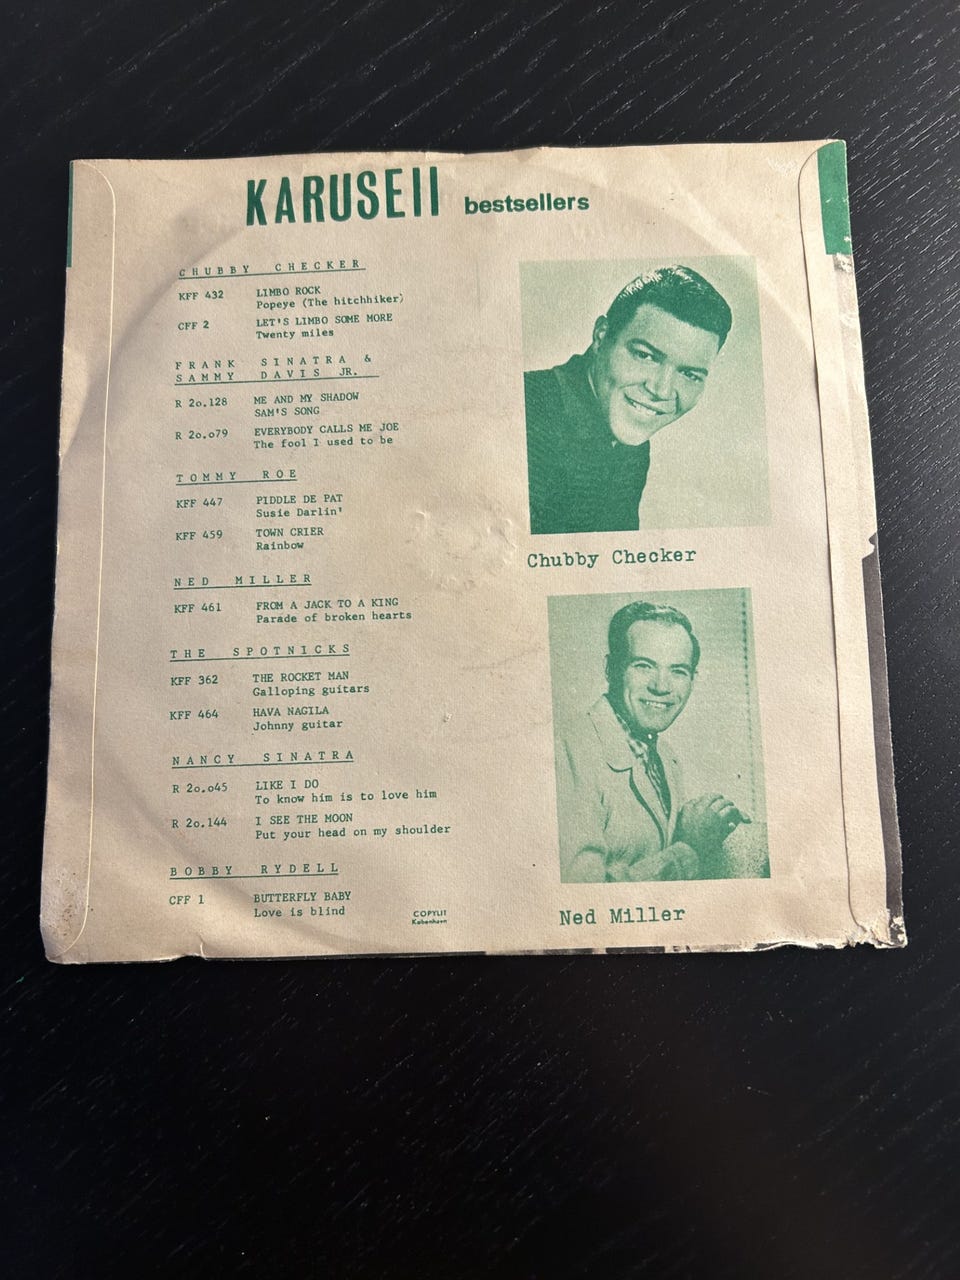 KARUSEll bestsellers
CHUBBY CHECKER
KFF 432 LIMBO ROCK
Popeye (The hitchhiker)
CFF 2 LET'S LIMBO SOME MORE
Twenty miles
FRANK SINATRA &
SAMMY DAVIS JR.
R 2o.128 ME AND MY SHADOW
SAM'S SONG
R 2o.o79 EVERYBODY CALLS ME JOE
The fool I used to be
TOMMY ROE
KFF 447 PIDDLE DE PAT
Susie Darlin'
KFF 459 TOWN CRIER
Rainbow
NED MILLER
KFF 461 FROM A JACK TO A KING
Parade of broken hearts
THE SPOTNICKS
KFF 362 THE ROCKET MAN
Galloping guitars
KFF 464 HAVA NAGILA
Johnny guitar
NANCY SINATRA
R 2o.o45 LIKE I DO
To know him is to love him
R 2o.144 I SEE THE MOON
Put your head on my shoulder
BOBBY RYDELL
CFF 1 BUTTERFLY BABY
Love is blind
COPYLIT
København
Chubby Checker
Ned Miller